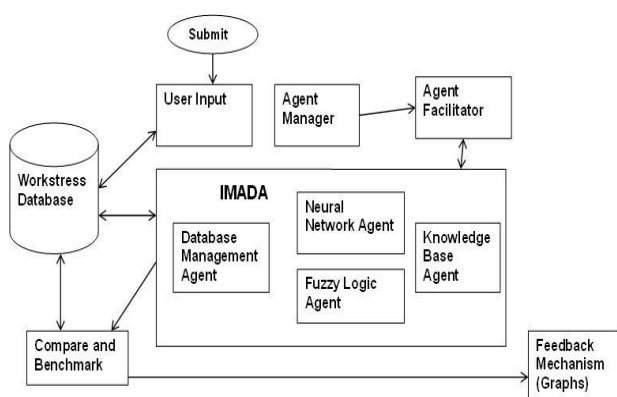 Submit
User Input
Agent
Manager
Agent
Facilitator
Workstress
Database
IMADA
Neural
Network Agent
Database
Management
Agent
Knowledge
Base
Agent
Fuzzy Logic
Agent
Compare and
Benchmark
Feedback
Mechanism
(Graphs)